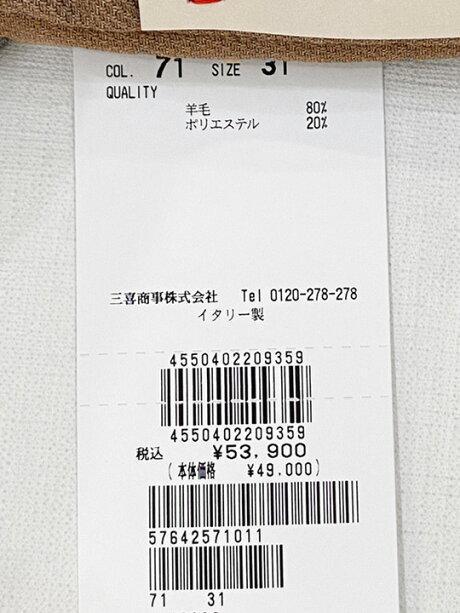 COL. 71 SIZE 31
QUALITY
羊毛 80%
ポリエステル 20%
三喜商事株式会社 Tel 0120-278-278
イタリー製
4550402209359
4550402209359
税込 ¥53,900
(本体価格 ¥49,000)
57642571011
71 31